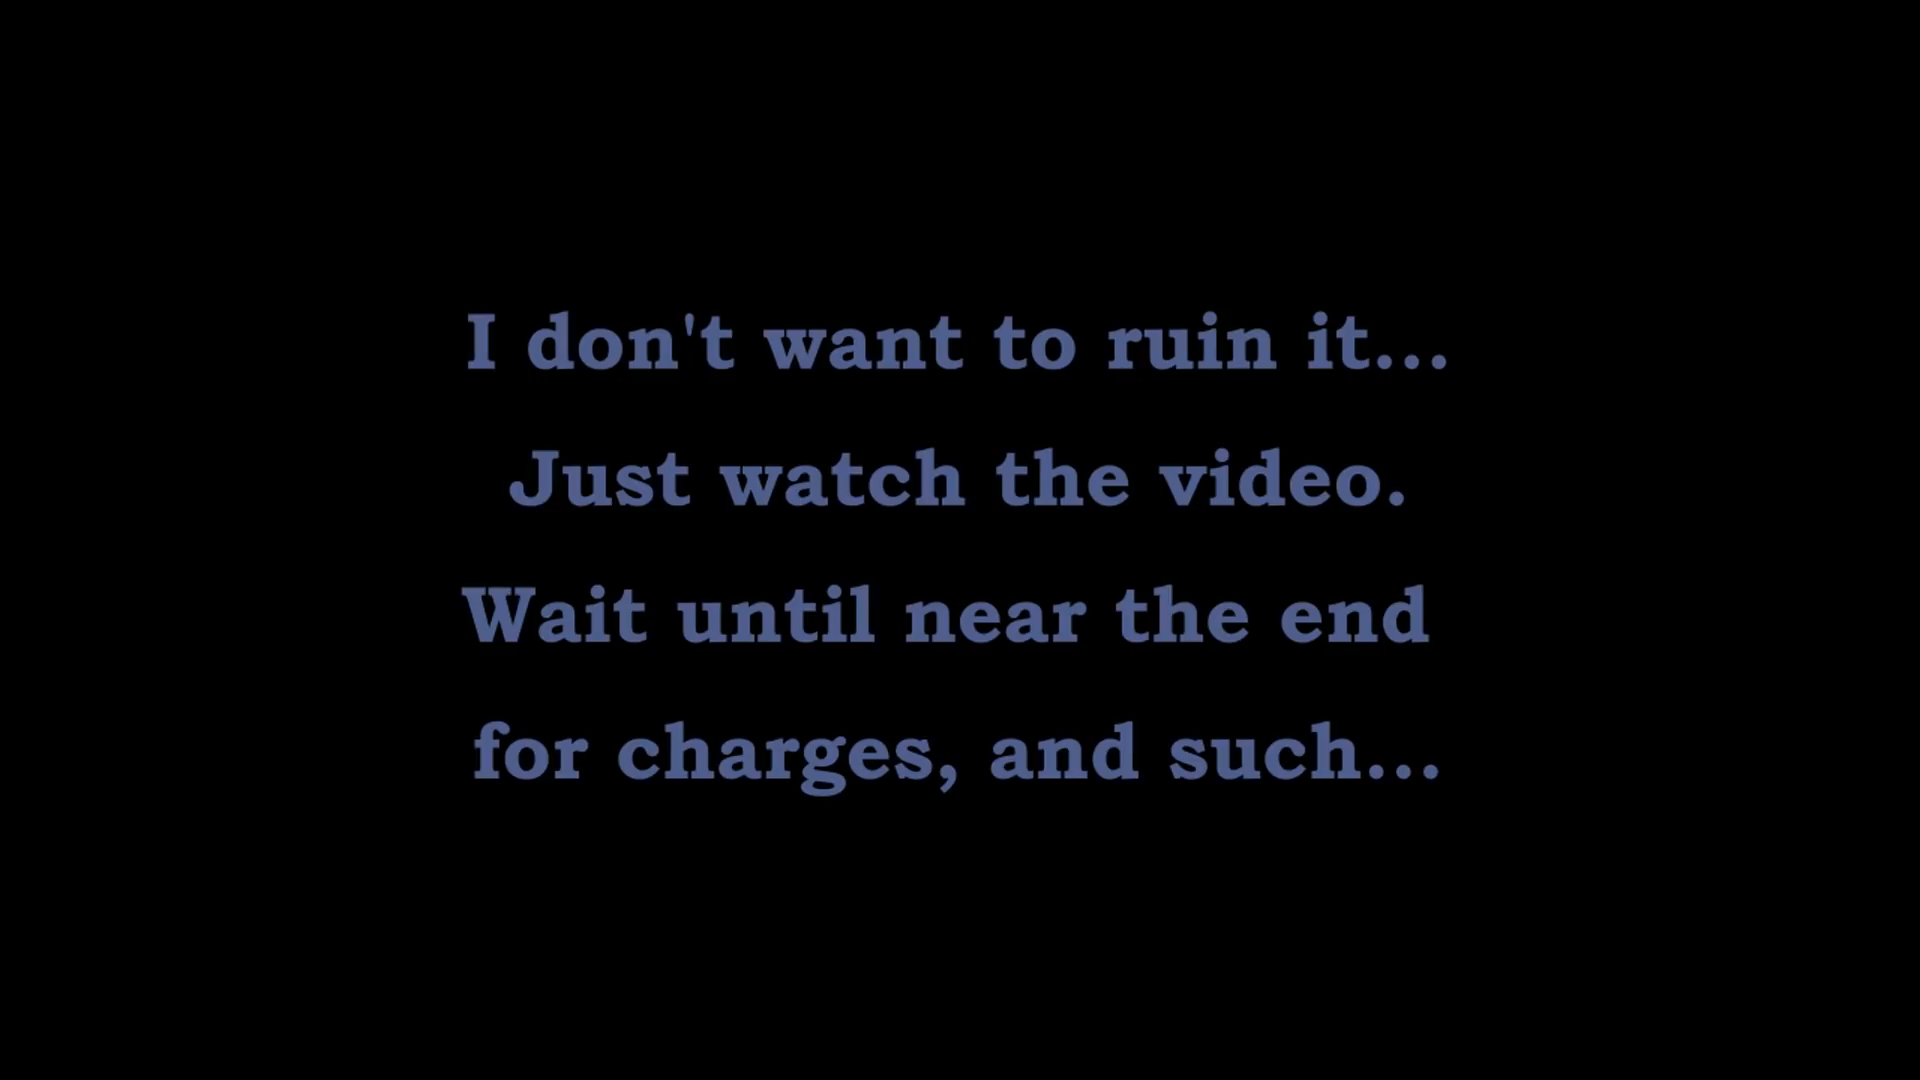 I don't want to ruin it...
Just watch the video.
Wait until near the end
for charges, and such...